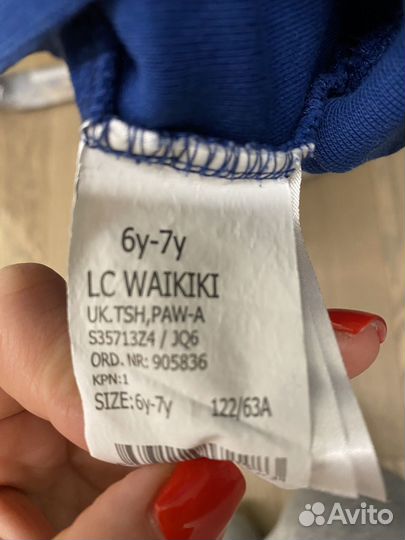 6y-7y
LC WAIKIKI
UK.TSH,PAW-A
S35713Z4 / JQ6
ORD. NR: 905836
KPN:1
SIZE:6y-7y 122/63A
Avito